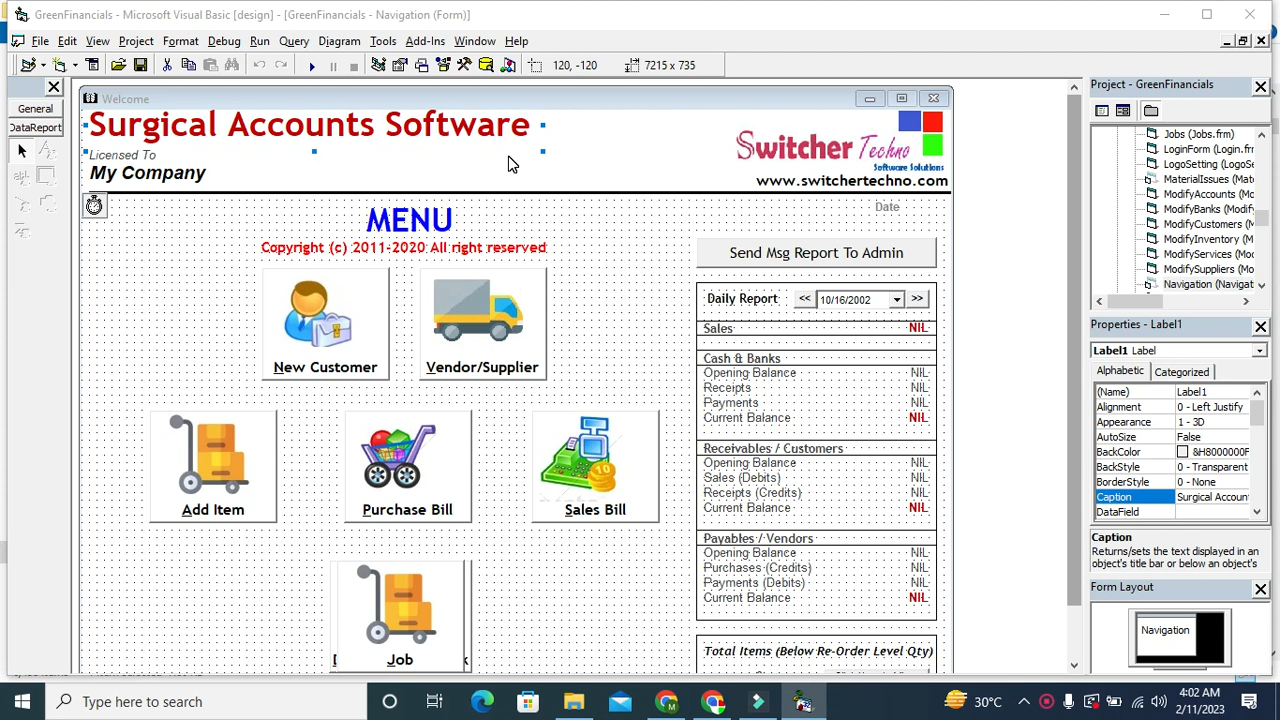 GreenFinancials - Microsoft Visual Basic [design] - [GreenFinancials - Navigation (Form)]
File Edit View Project Format Debug Run Query Diagram Tools Add-Ins Window Help
120, -120
7215 x 735
General
DataReport
Welcome
Surgical Accounts Software
Licensed To
My Company
Switcher Techno
Software Solutions
www.switchertechno.com
MENU
Copyright (c) 2011-2020 All right reserved
Date
New Customer
Vendor/Supplier
Add Item
Purchase Bill
Sales Bill
Job
Send Msg Report To Admin
Daily Report << 10/16/2002 >>
Sales NIL
Cash & Banks
Opening Balance NIL
Receipts NIL
Payments NIL
Current Balance NIL
Receivables / Customers
Opening Balance NIL
Sales (Debits) NIL
Receipts (Credits) NIL
Current Balance NIL
Payables / Vendors
Opening Balance NIL
Purchases (Credits) NIL
Payments (Debits) NIL
Current Balance NIL
Total Items (Below Re-Order Level Qty)
Project - GreenFinancials
Jobs (Jobs.frm)
LoginForm (Login.frm
LogoSetting (LogoSe
MaterialIssues (Mate
ModifyAccounts (Mod
ModifyBanks (Modify
ModifyCustomers (M
ModifyInventory (Mo
ModifyServices (Mod
ModifySuppliers (Mo
Navigation (Navigat
Properties - Label1
Label1 Label
Alphabetic Categorized
(Name) Label1
Alignment 0 - Left Justify
Appearance 1 - 3D
AutoSize False
BackColor &H8000000F
BackStyle 0 - Transparent
BorderStyle 0 - None
Caption Surgical Accoun
DataField
Caption
Returns/sets the text displayed in an
object's title bar or below an object's
Form Layout
Navigation
Type here to search
30°C
4:02 AM
2/11/2023